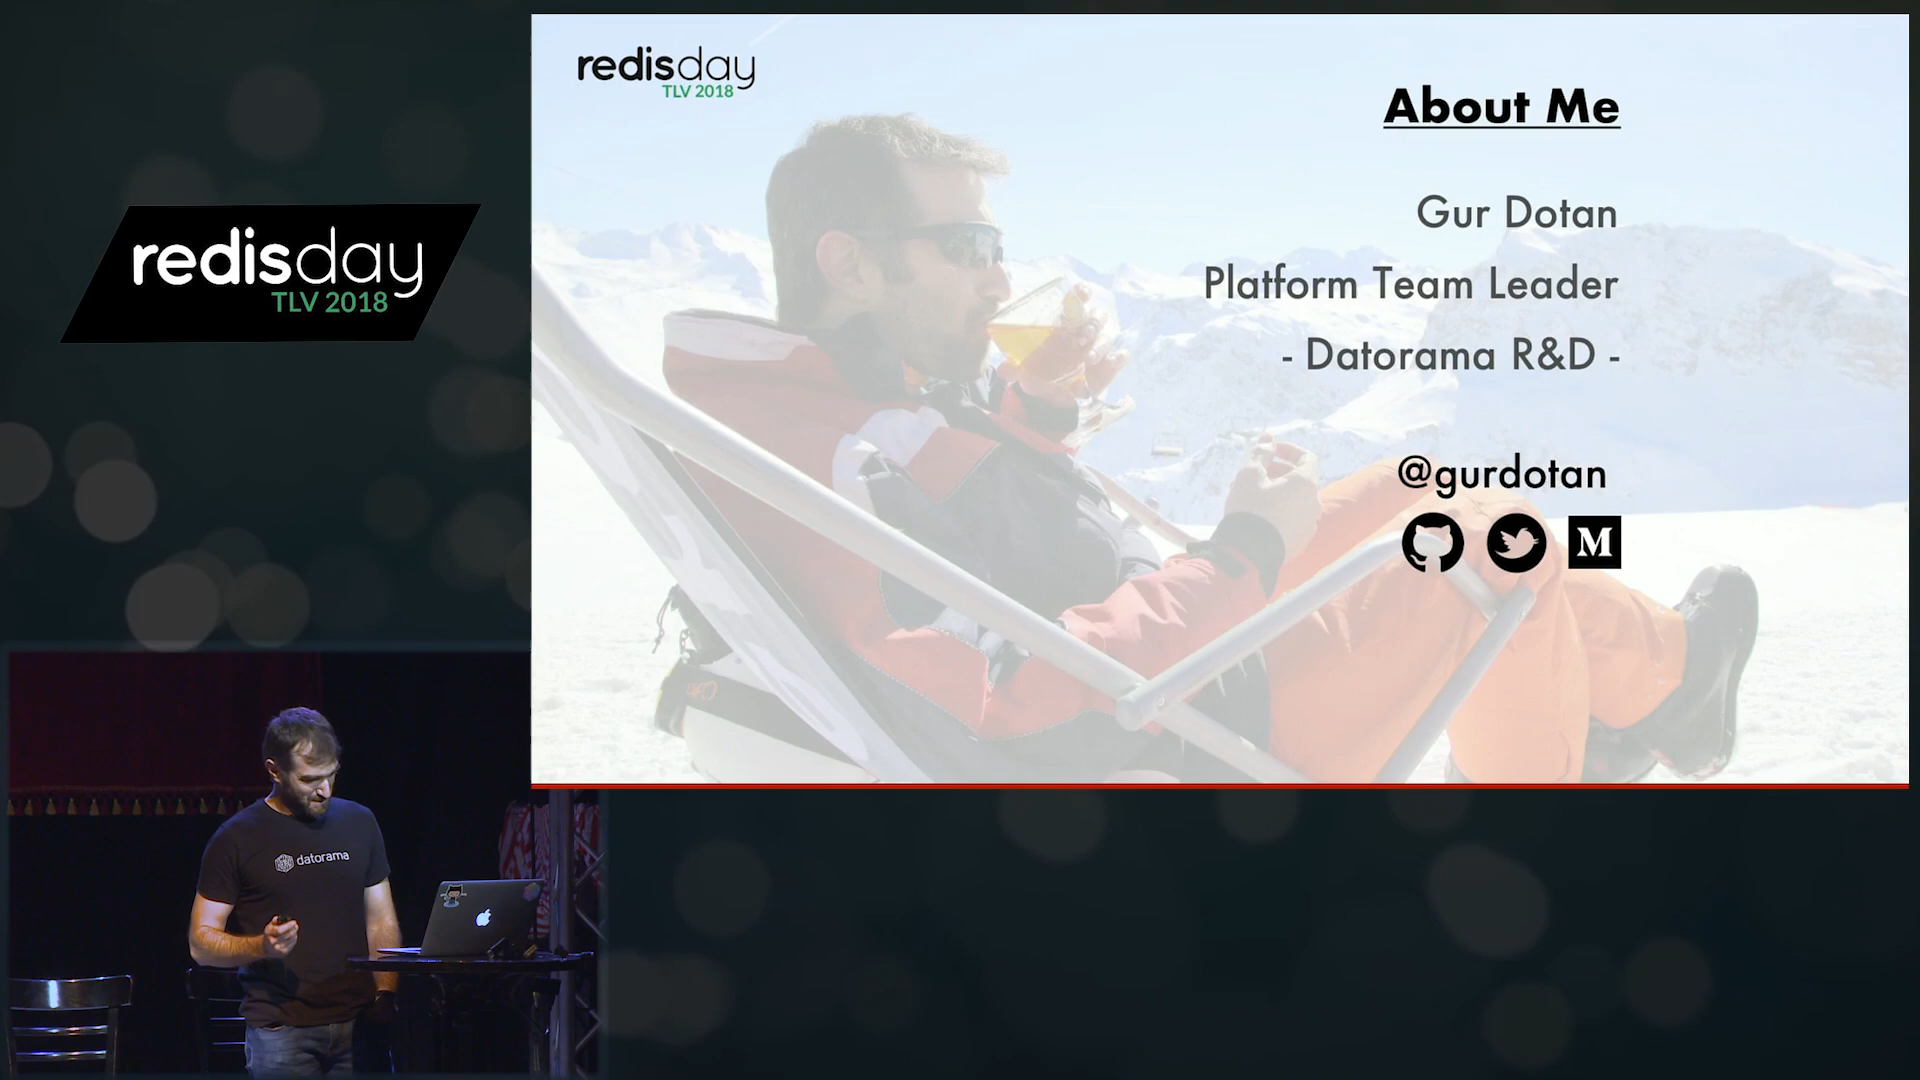 redisday
TLV 2018
redisday
TLV 2018
About Me
Gur Dotan
Platform Team Leader
- Datorama R&D -
@gurdotan
M
datorama